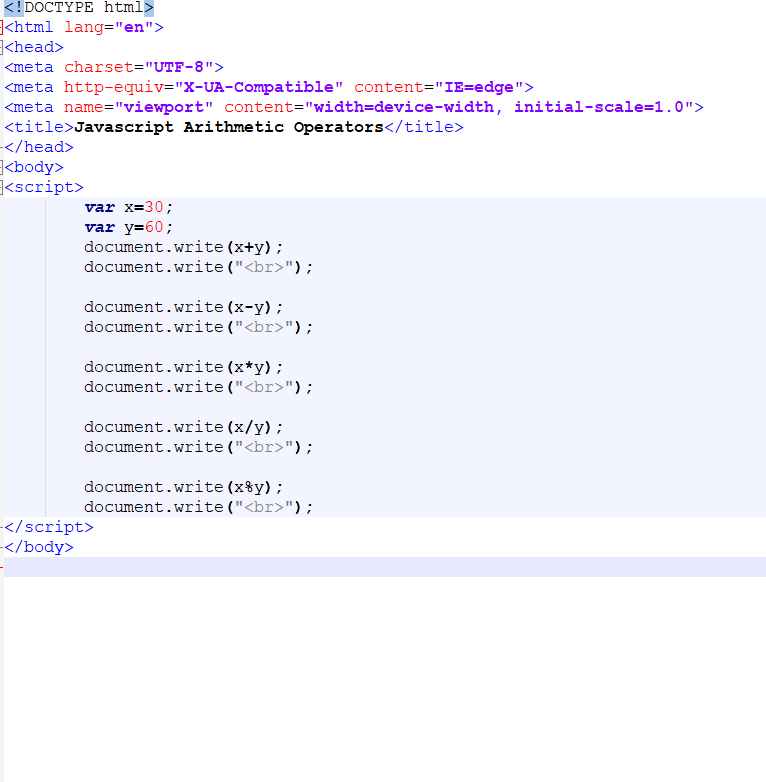 <!DOCTYPE html>
<html lang="en">
<head>
<meta charset="UTF-8">
<meta http-equiv="X-UA-Compatible" content="IE=edge">
<meta name="viewport" content="width=device-width, initial-scale=1.0">
<title>Javascript Arithmetic Operators</title>
</head>
<body>
<script>
var x=30;
var y=60;
document.write(x+y);
document.write("<br>");
document.write(x-y);
document.write("<br>");
document.write(x*y);
document.write("<br>");
document.write(x/y);
document.write("<br>");
document.write(x%y);
document.write("<br>");
</script>
</body>